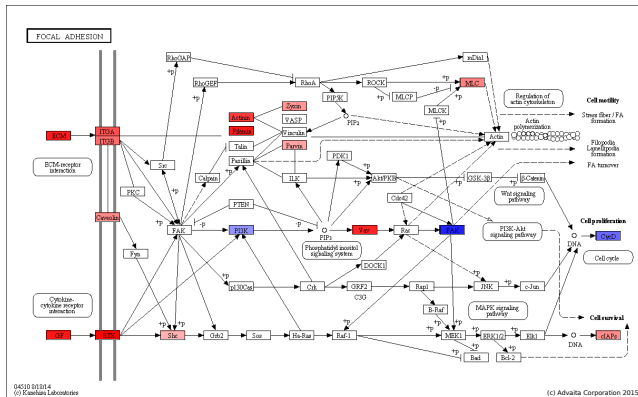 FOCAL ADHESION
RhoGAP
mDia1
RhoGEF
RhoA
ROCK
MLC
PIP5K
MLCP
MLCK
Regulation of
actin cytoskeleton
Cell motility
Stress fiber / FA
formation
Actinin
Zyxin
VASP
PIP2
Filamin
Vinculin
Actin
Actin
polymerization
ECM
ITGA
ITGB
Talin
Parvin
Paxillin
Filopodia
Lamellipodia
formation
FA turnover
ECM-receptor
interaction
Src
Calpain
ILK
PDK1
Akt/PKB
GSK-3β
β-Catenin
PKC
PTEN
Cdc42
Wnt signaling
pathway
Caveolin
FAK
PI3K
PIP3
Vav
Rac
PAK
PI3K-Akt
signaling pathway
DNA
Cell proliferation
CycD
Cell cycle
Phosphatidyl inositol
signaling system
Fyn
DOCK1
Cytokine-
cytokine receptor
interaction
p130Cas
Crk
GRF2
C3G
Rap1
JNK
c-Jun
B-Raf
MAPK signaling
pathway
Cell survival
GF
RTK
Shc
Grb2
Sos
Ha-Ras
Raf-1
MEK1
ERK1/2
Elk1
DNA
cIAPs
Bad
Bcl-2
04510 8/19/14
(c) Kanehisa Laboratories
(c) Advaita Corporation 2015